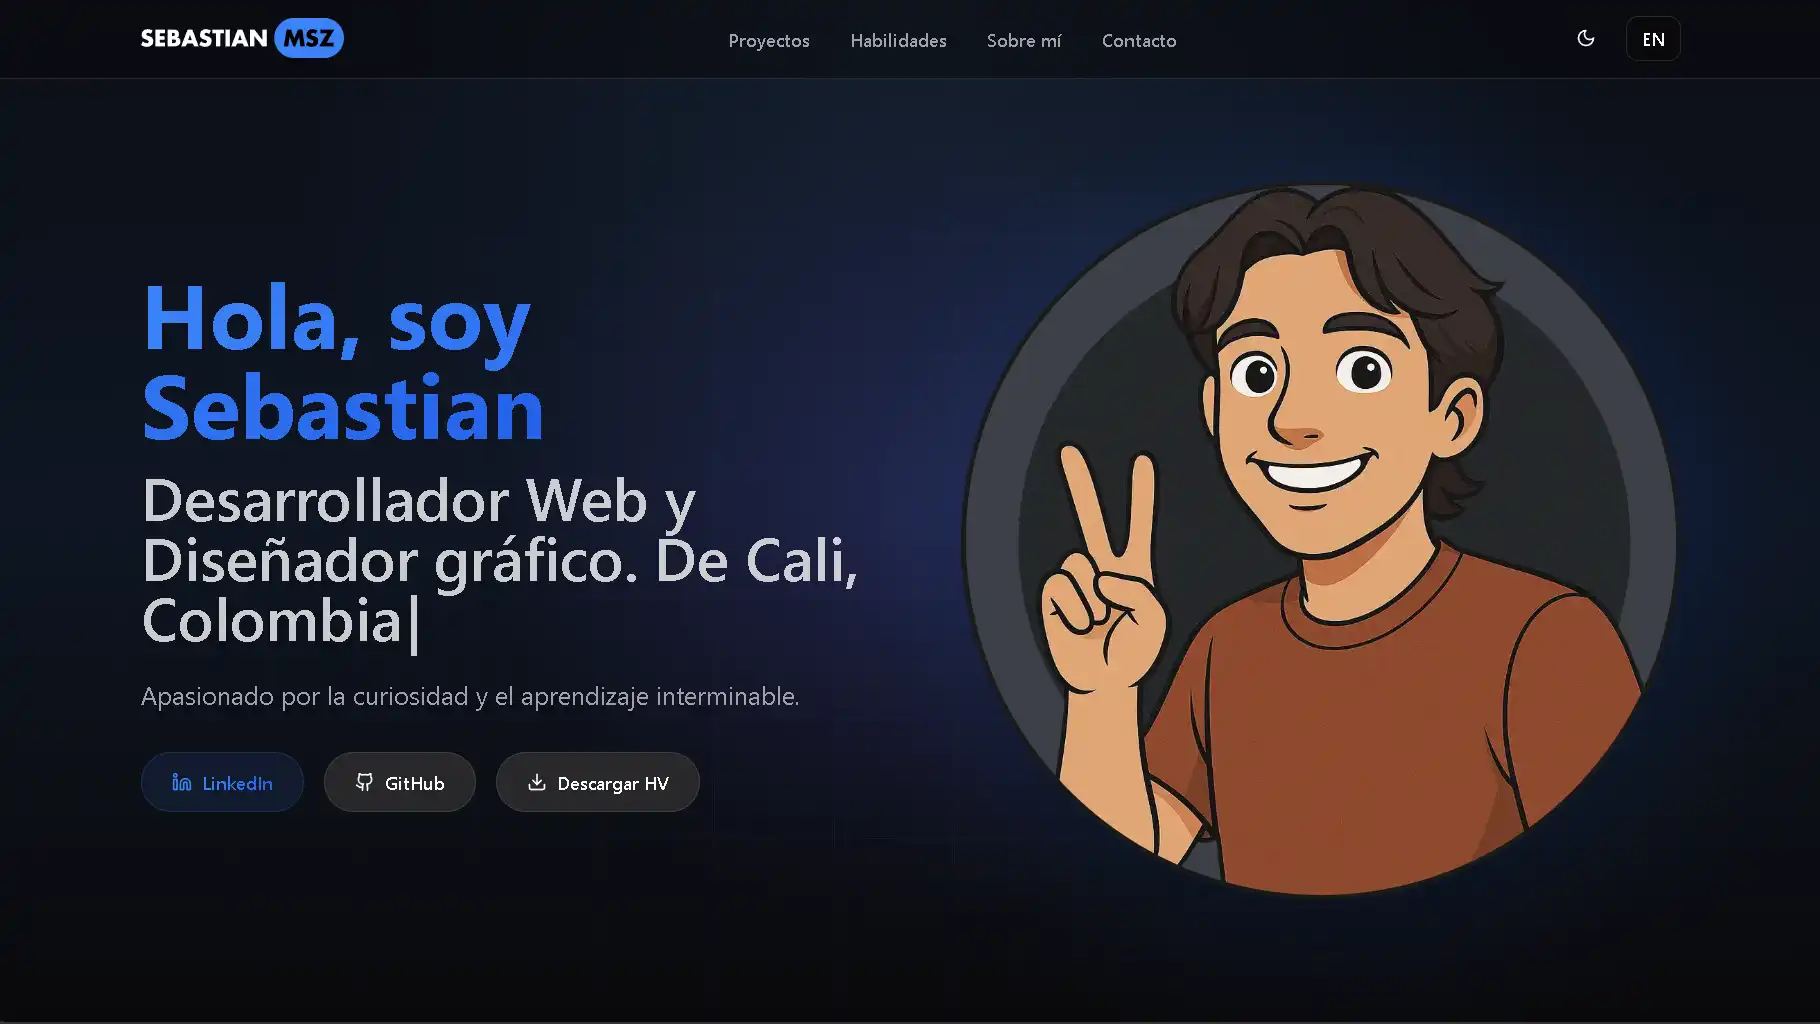 SEBASTIAN MSZ
Proyectos
Habilidades
Sobre mí
Contacto
EN
Hola, soy
Sebastian
Desarrollador Web y
Diseñador gráfico. De Cali,
Colombia|
Apasionado por la curiosidad y el aprendizaje interminable.
LinkedIn
GitHub
Descargar HV